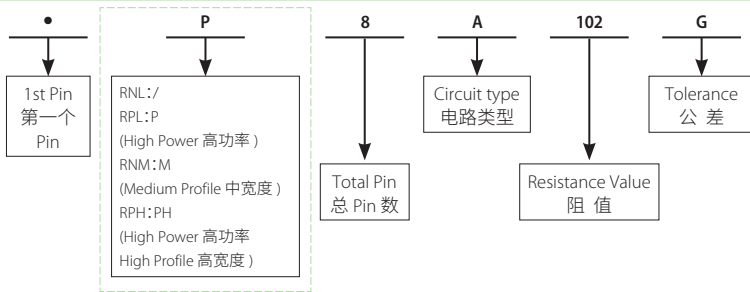 • P 8 A 102 G
1st Pin
第一个
Pin
RNL:/
RPL:P
(High Power 高功率 )
RNM:M
(Medium Profile 中宽度 )
RPH:PH
(High Power 高功率
High Profile 高宽度 )
Total Pin
总 Pin 数
Circuit type
电路类型
Resistance Value
阻 值
Tolerance
公 差